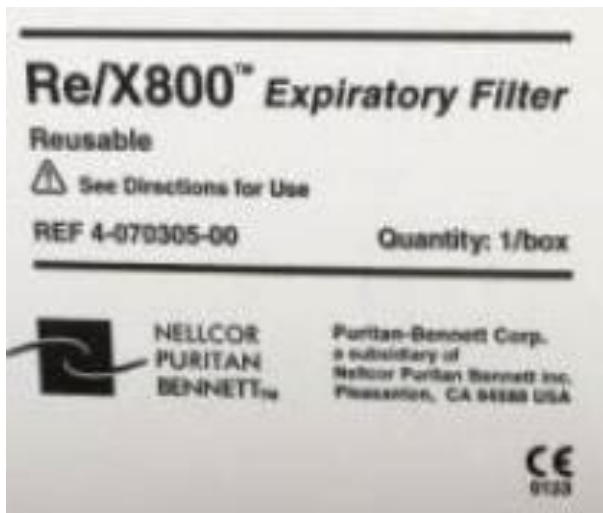 Re/X800™ Expiratory Filter
Reusable
⚠ See Directions for Use
REF 4-070305-00 Quantity: 1/box
NELLCOR
PURITAN
BENNETT™
Puritan-Bennett Corp.
a subsidiary of
Nellcor Puritan Bennett Inc.
Pleasanton, CA 94588 USA
CE
0123